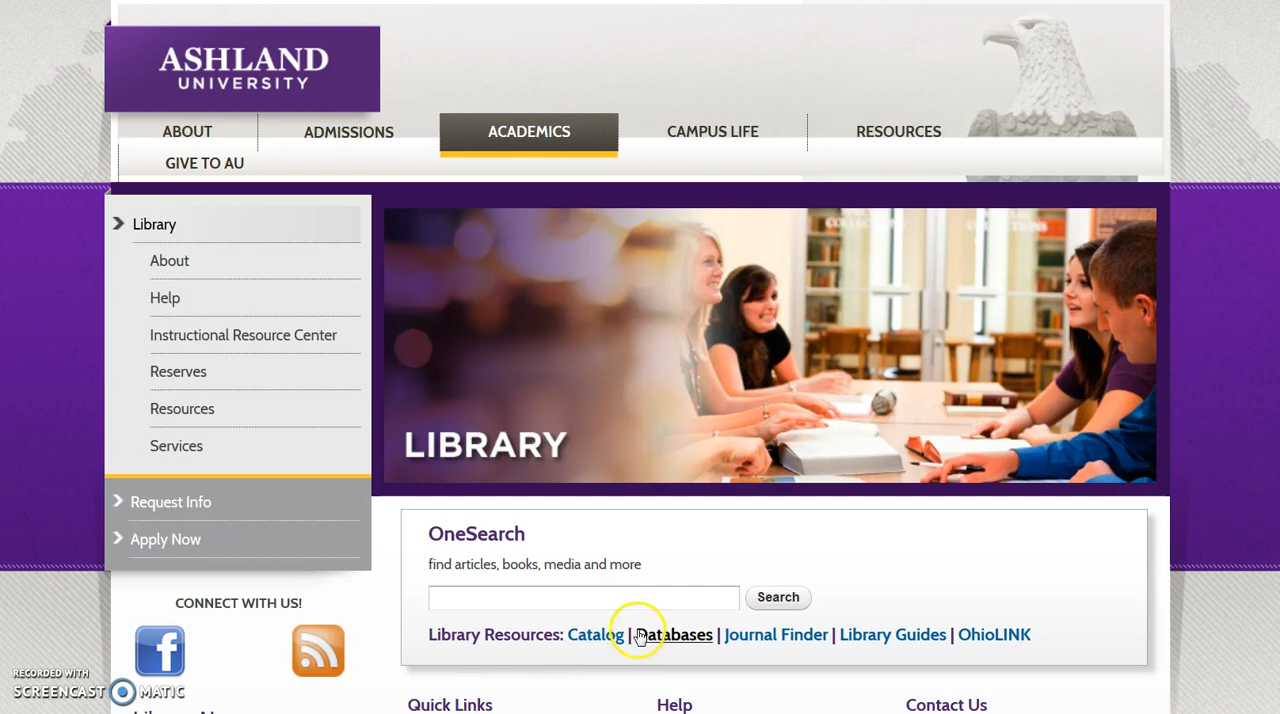 ASHLAND
UNIVERSITY
ABOUT
ADMISSIONS
ACADEMICS
CAMPUS LIFE
RESOURCES
GIVE TO AU
Library
About
Help
Instructional Resource Center
Reserves
Resources
Services
Request Info
Apply Now
CONNECT WITH US!
LIBRARY
OneSearch
find articles, books, media and more
Search
Library Resources: Catalog | Databases | Journal Finder | Library Guides | OhioLINK
Quick Links
Help
Contact Us
RECORDED WITH
SCREENCAST MATIC